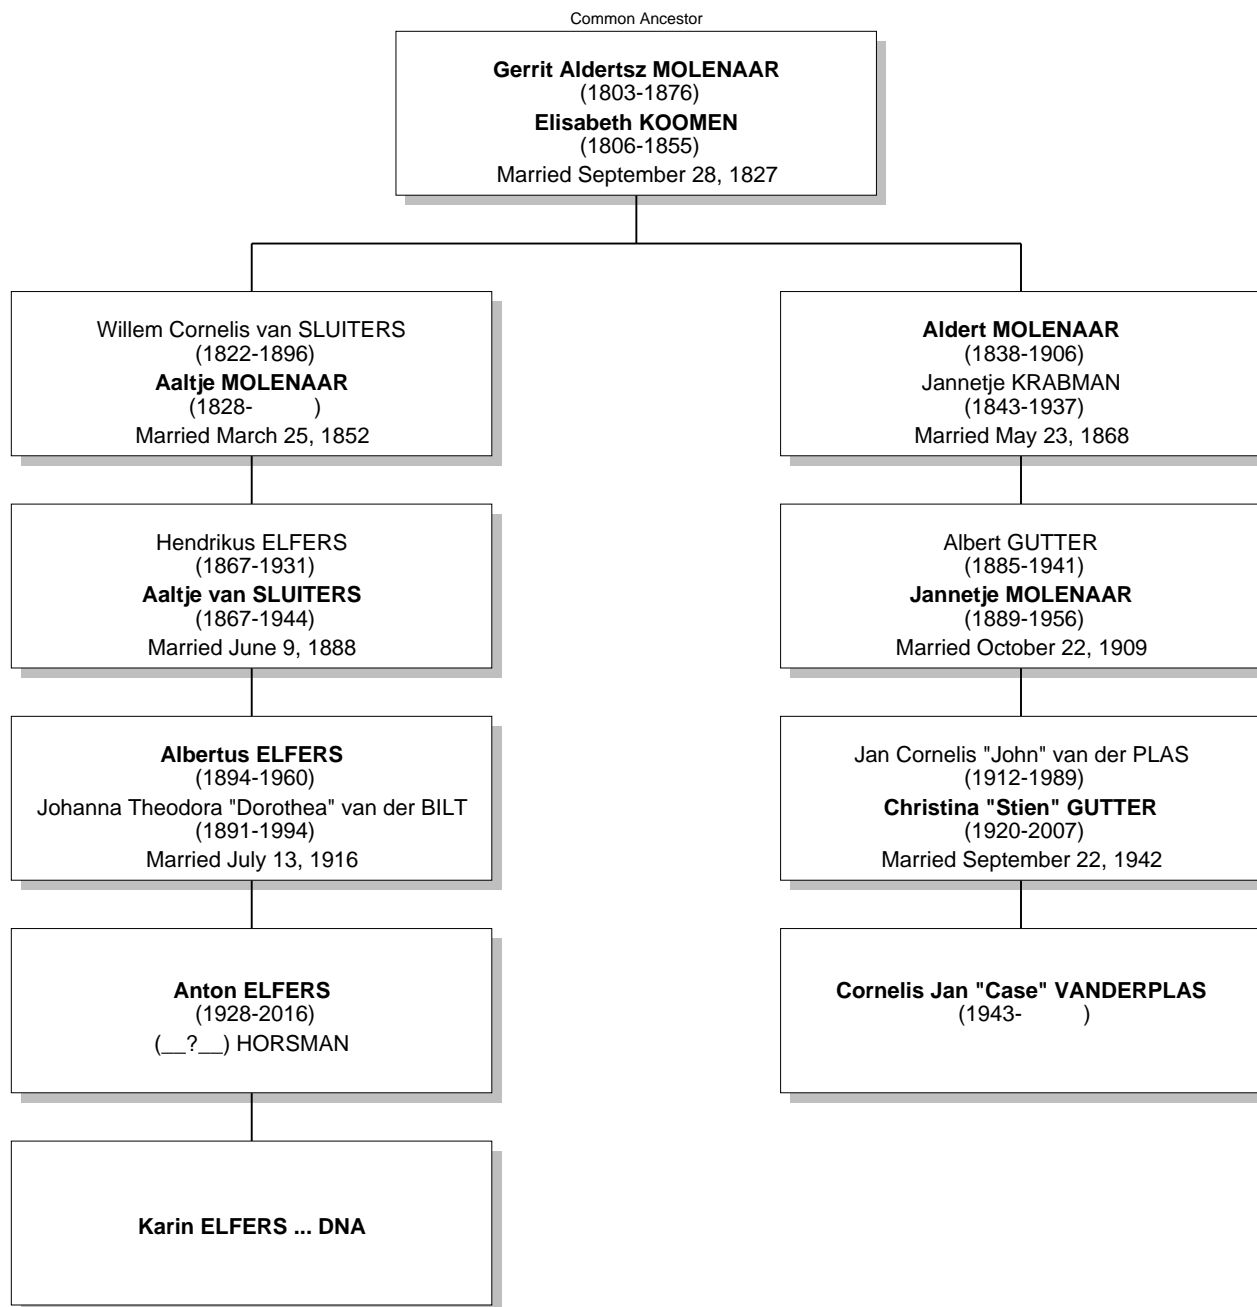 Common Ancestor
Gerrit Aldertsz MOLENAAR
(1803-1876)
Elisabeth KOOMEN
(1806-1855)
Married September 28, 1827
Willem Cornelis van SLUITERS
(1822-1896)
Aaltje MOLENAAR
(1828-          )
Married March 25, 1852
Aldert MOLENAAR
(1838-1906)
Jannetje KRABMAN
(1843-1937)
Married May 23, 1868
Hendrikus ELFERS
(1867-1931)
Aaltje van SLUITERS
(1867-1944)
Married June 9, 1888
Albert GUTTER
(1885-1941)
Jannetje MOLENAAR
(1889-1956)
Married October 22, 1909
Albertus ELFERS
(1894-1960)
Johanna Theodora "Dorothea" van der BILT
(1891-1994)
Married July 13, 1916
Jan Cornelis "John" van der PLAS
(1912-1989)
Christina "Stien" GUTTER
(1920-2007)
Married September 22, 1942
Anton ELFERS
(1928-2016)
(__?__) HORSMAN
Cornelis Jan "Case" VANDERPLAS
(1943-          )
Karin ELFERS ... DNA